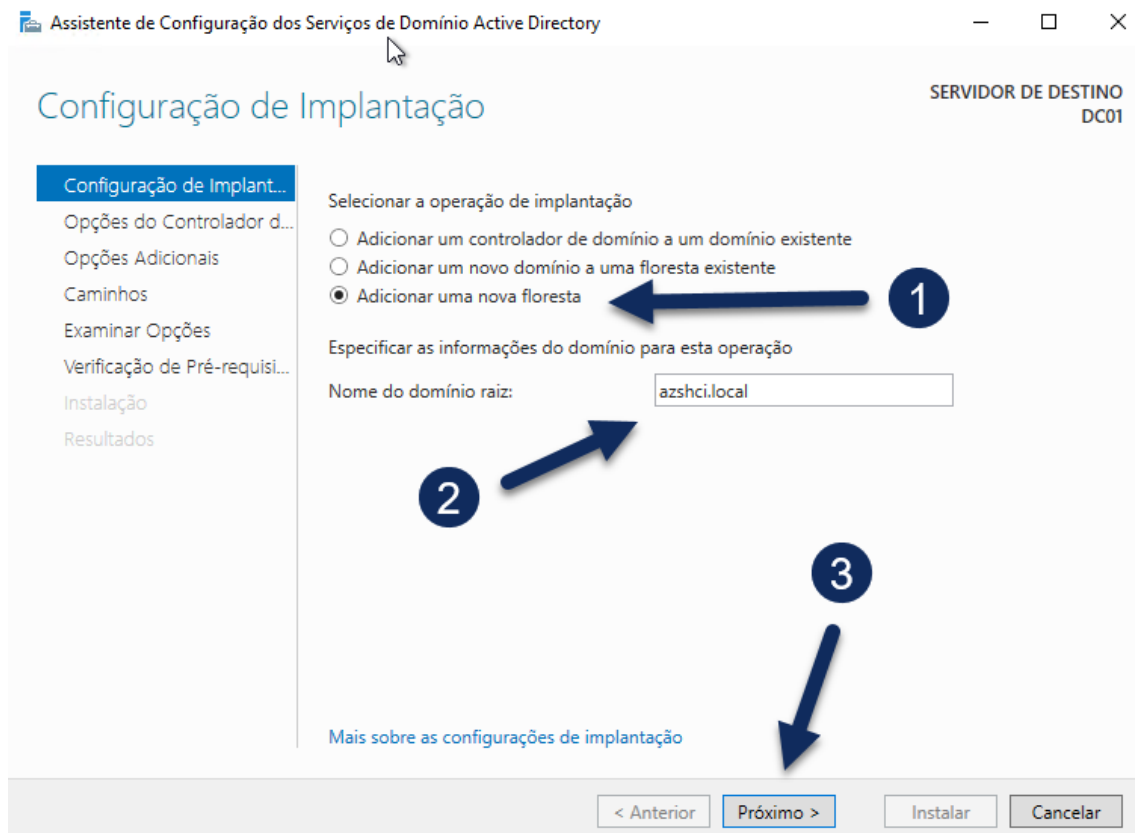 Assistente de Configuração dos Serviços de Domínio Active Directory
Configuração de Implantação
SERVIDOR DE DESTINO
DC01
Configuração de Implant...
Opções do Controlador d...
Opções Adicionais
Caminhos
Examinar Opções
Verificação de Pré-requisi...
Instalação
Resultados
Selecionar a operação de implantação
Adicionar um controlador de domínio a um domínio existente
Adicionar um novo domínio a uma floresta existente
Adicionar uma nova floresta
1
Especificar as informações do domínio para esta operação
Nome do domínio raiz: azshci.local
2
3
Mais sobre as configurações de implantação
< Anterior Próximo > Instalar Cancelar